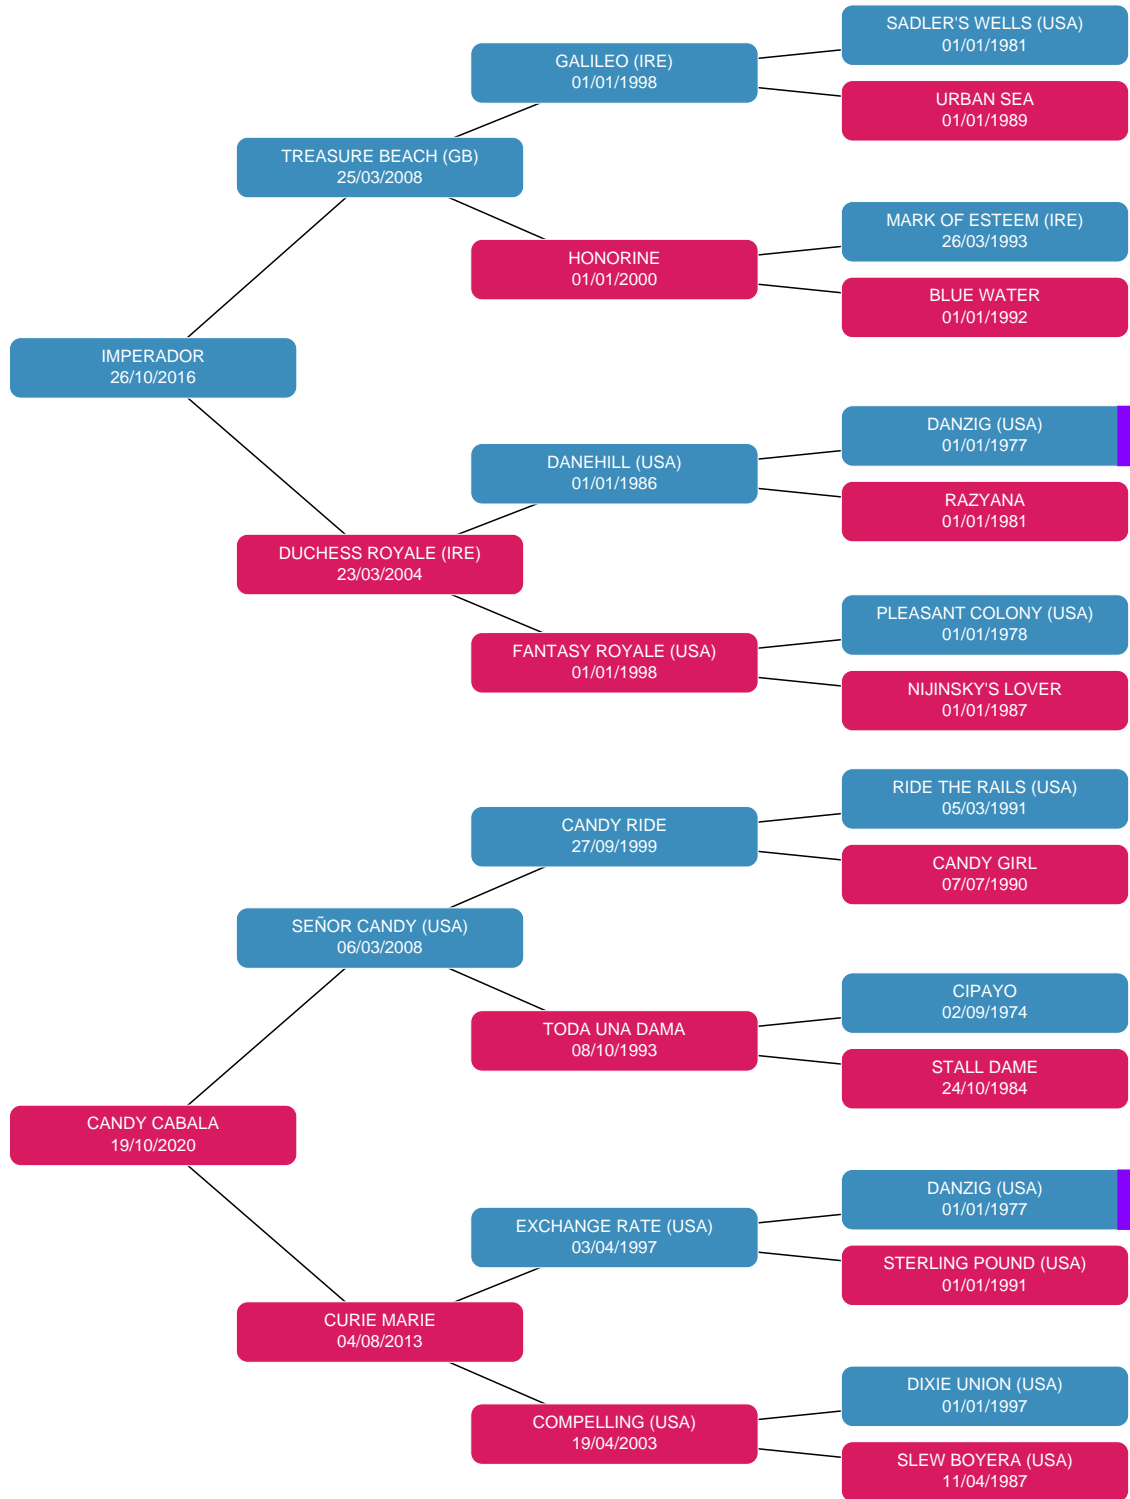 SADLER'S WELLS (USA)
01/01/1981
GALILEO (IRE)
01/01/1998
URBAN SEA
01/01/1989
TREASURE BEACH (GB)
25/03/2008
MARK OF ESTEEM (IRE)
26/03/1993
HONORINE
01/01/2000
BLUE WATER
01/01/1992
IMPERADOR
26/10/2016
DANZIG (USA)
01/01/1977
DANEHILL (USA)
01/01/1986
RAZYANA
01/01/1981
DUCHESS ROYALE (IRE)
23/03/2004
PLEASANT COLONY (USA)
01/01/1978
FANTASY ROYALE (USA)
01/01/1998
NIJINSKY'S LOVER
01/01/1987
RIDE THE RAILS (USA)
05/03/1991
CANDY RIDE
27/09/1999
CANDY GIRL
07/07/1990
SEÑOR CANDY (USA)
06/03/2008
CIPAYO
02/09/1974
TODA UNA DAMA
08/10/1993
STALL DAME
24/10/1984
CANDY CABALA
19/10/2020
DANZIG (USA)
01/01/1977
EXCHANGE RATE (USA)
03/04/1997
STERLING POUND (USA)
01/01/1991
CURIE MARIE
04/08/2013
DIXIE UNION (USA)
01/01/1997
COMPELLING (USA)
19/04/2003
SLEW BOYERA (USA)
11/04/1987